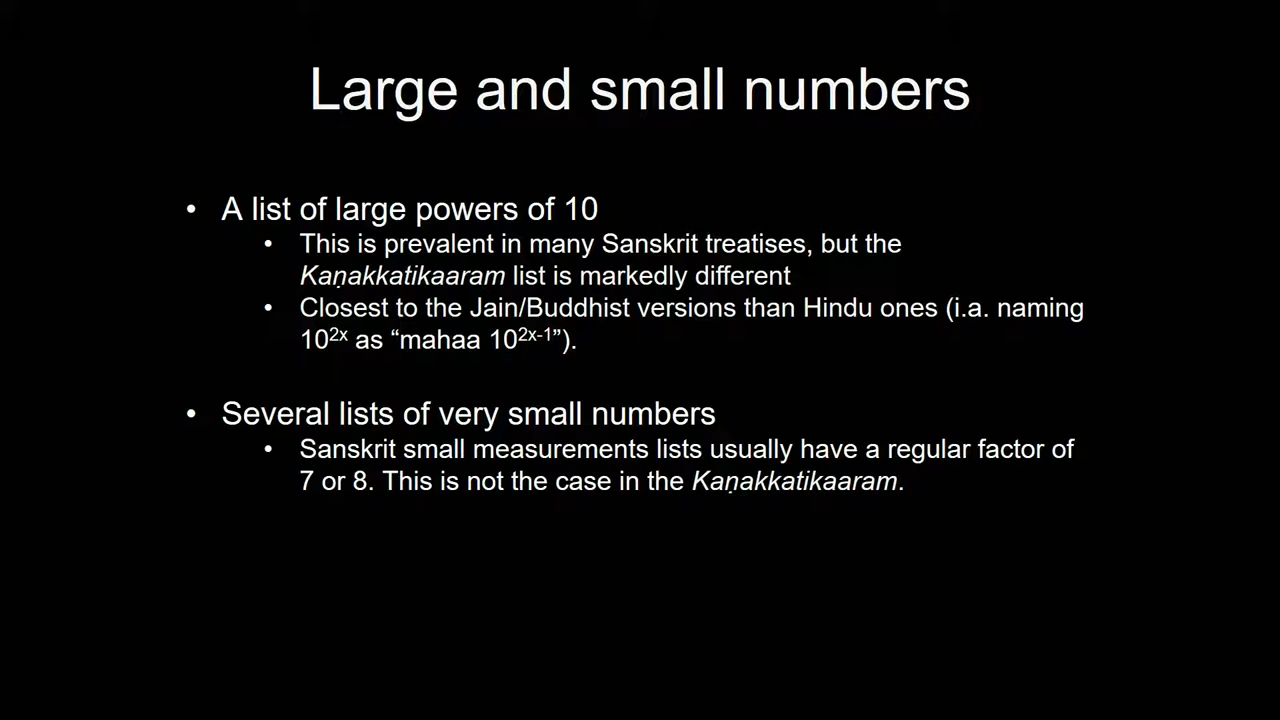 Large and small numbers
• A list of large powers of 10
• This is prevalent in many Sanskrit treatises, but the
Kaṇakkatikaaram list is markedly different
• Closest to the Jain/Buddhist versions than Hindu ones (i.a. naming
10²ˣ as “mahaa 10²ˣ⁻¹”).
• Several lists of very small numbers
• Sanskrit small measurements lists usually have a regular factor of
7 or 8. This is not the case in the Kaṇakkatikaaram.